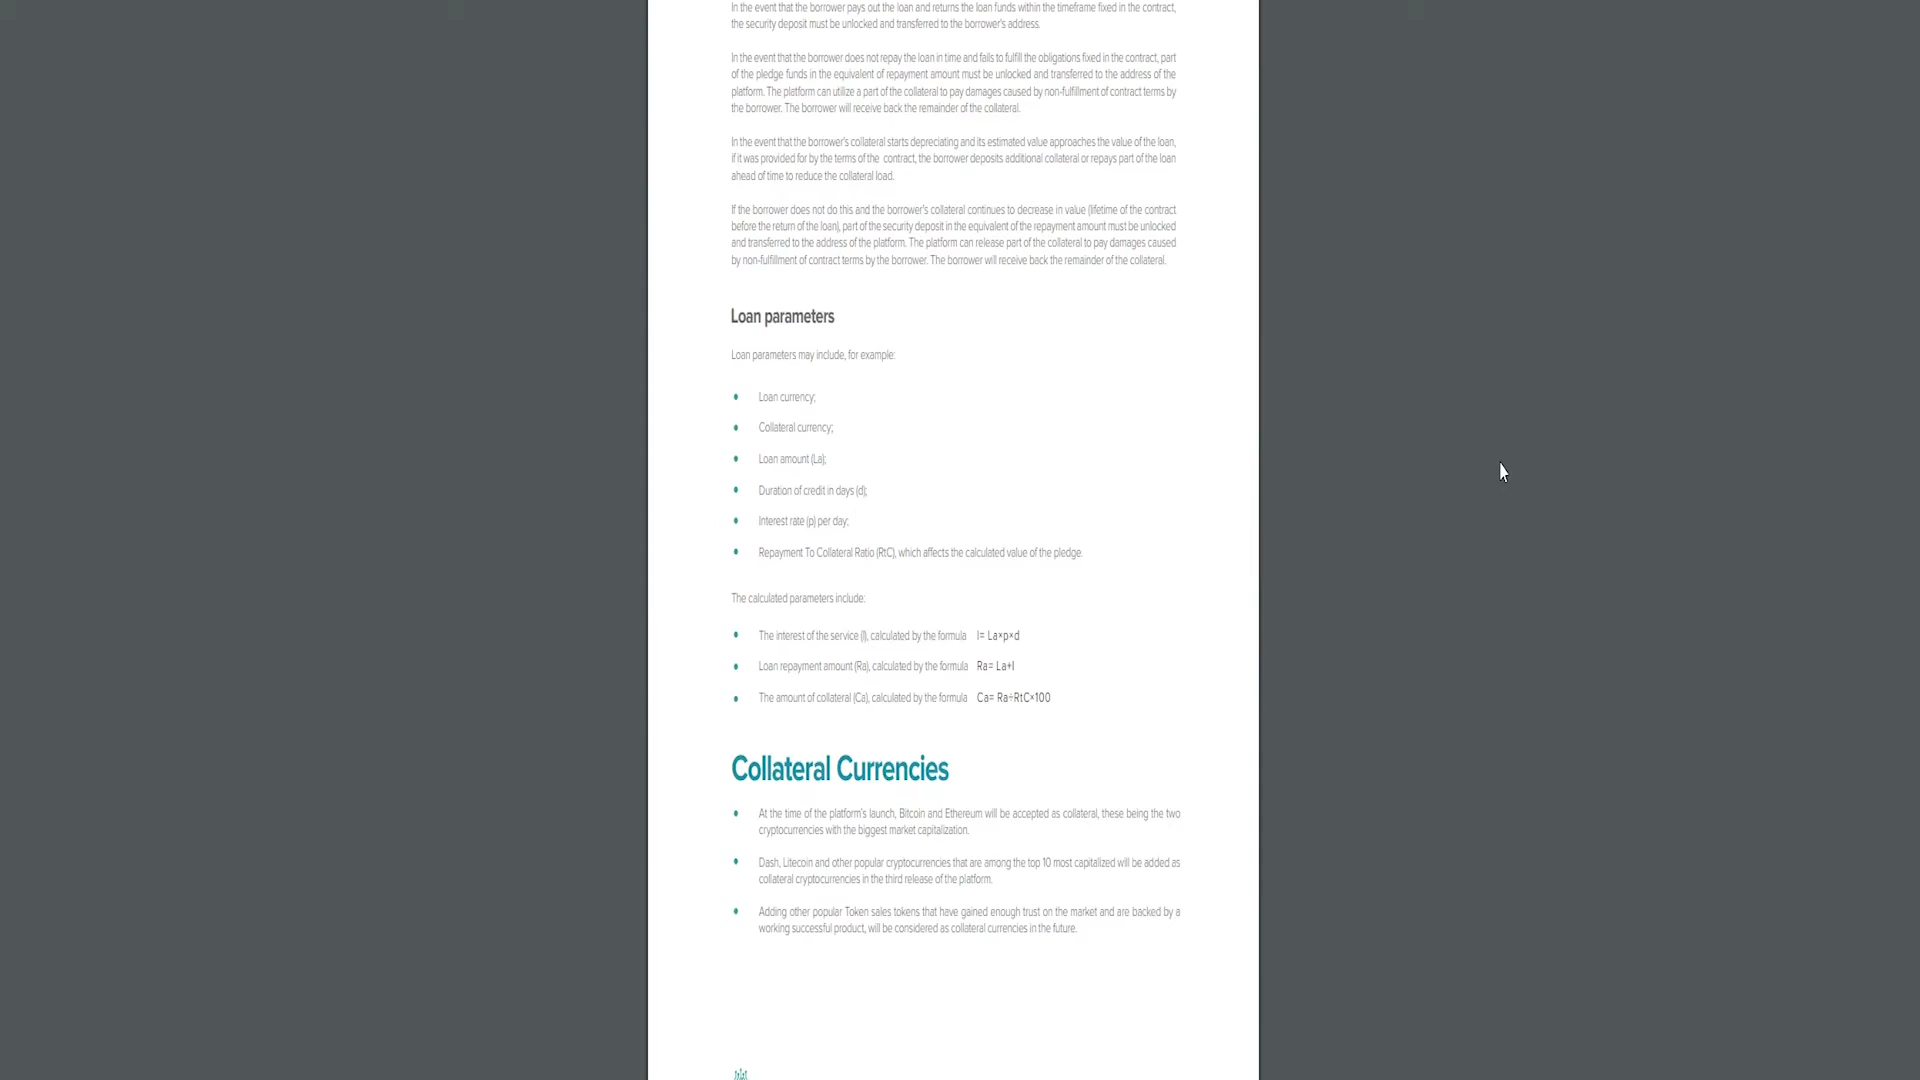 In the event that the borrower pays out the loan and returns the loan funds within the timeframe fixed in the contract,
the security deposit must be unlocked and transferred to the borrower's address.
In the event that the borrower does not repay the loan in time and fails to fulfill the obligations fixed in the contract, part
of the pledge funds in the equivalent of repayment amount must be unlocked and transferred to the address of the
platform. The platform can utilize a part of the collateral to pay damages caused by non-fulfillment of contract terms by
the borrower. The borrower will receive back the remainder of the collateral.
In the event that the borrower's collateral starts depreciating and its estimated value approaches the value of the loan,
if it was provided for by the terms of the contract, the borrower deposits additional collateral or repays part of the loan
ahead of time to reduce the collateral load.
If the borrower does not do this and the borrower's collateral continues to decrease in value (lifetime of the contract
before the return of the loan), part of the security deposit in the equivalent of the repayment amount must be unlocked
and transferred to the address of the platform. The platform can release part of the collateral to pay damages caused
by non-fulfillment of contract terms by the borrower. The borrower will receive back the remainder of the collateral.
Loan parameters
Loan parameters may include, for example:
• Loan currency;
• Collateral currency;
• Loan amount (La);
• Duration of credit in days (d);
• Interest rate (p) per day;
• Repayment To Collateral Ratio (RtC), which affects the calculated value of the pledge.
The calculated parameters include:
• The interest of the service (I), calculated by the formula I= La×p×d
• Loan repayment amount (Ra), calculated by the formula Ra= La+I
• The amount of collateral (Ca), calculated by the formula Ca= Ra÷RtC×100
Collateral Currencies
• At the time of the platform's launch, Bitcoin and Ethereum will be accepted as collateral, these being the two
cryptocurrencies with the biggest market capitalization.
• Dash, Litecoin and other popular cryptocurrencies that are among the top 10 most capitalized will be added as
collateral cryptocurrencies in the third release of the platform.
• Adding other popular Token sales tokens that have gained enough trust on the market and are backed by a
working successful product, will be considered as collateral currencies in the future.